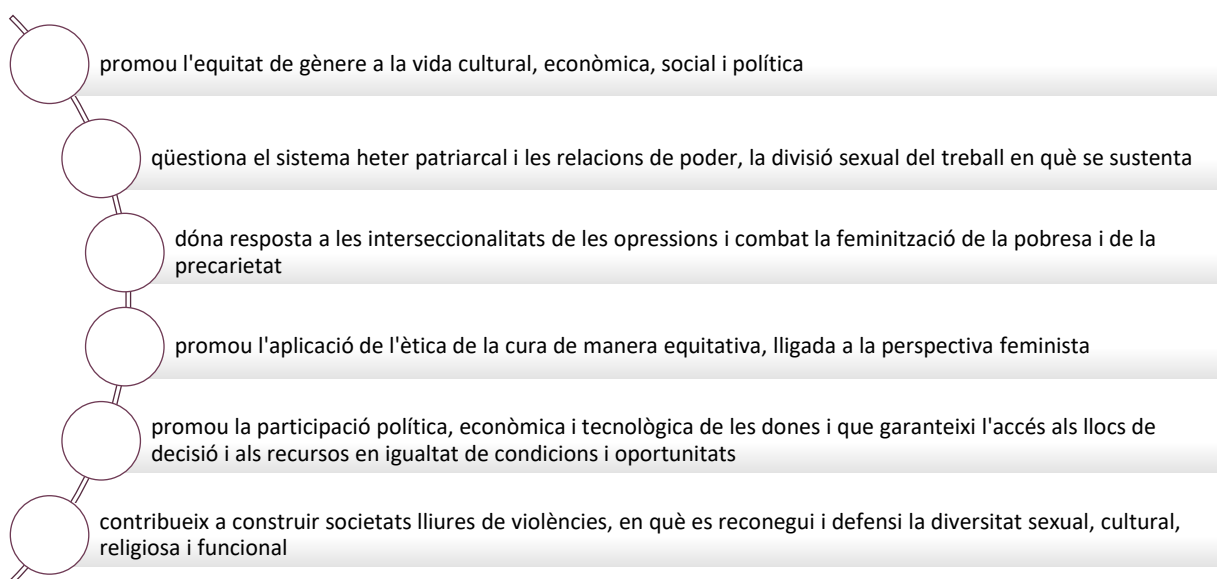 promou l'equitat de gènere a la vida cultural, econòmica, social i política
qüestiona el sistema heter patriarcal i les relacions de poder, la divisió sexual del treball en què se sustenta
dóna resposta a les interseccionalitats de les opressions i combat la feminització de la pobresa i de la
precarietat
promou l'aplicació de l'ètica de la cura de manera equitativa, lligada a la perspectiva feminista
promou la participació política, econòmica i tecnològica de les dones i que garanteixi l'accés als llocs de
decisió i als recursos en igualtat de condicions i oportunitats
contribueix a construir societats lliures de violències, en què es reconegui i defensi la diversitat sexual, cultural,
religiosa i funcional